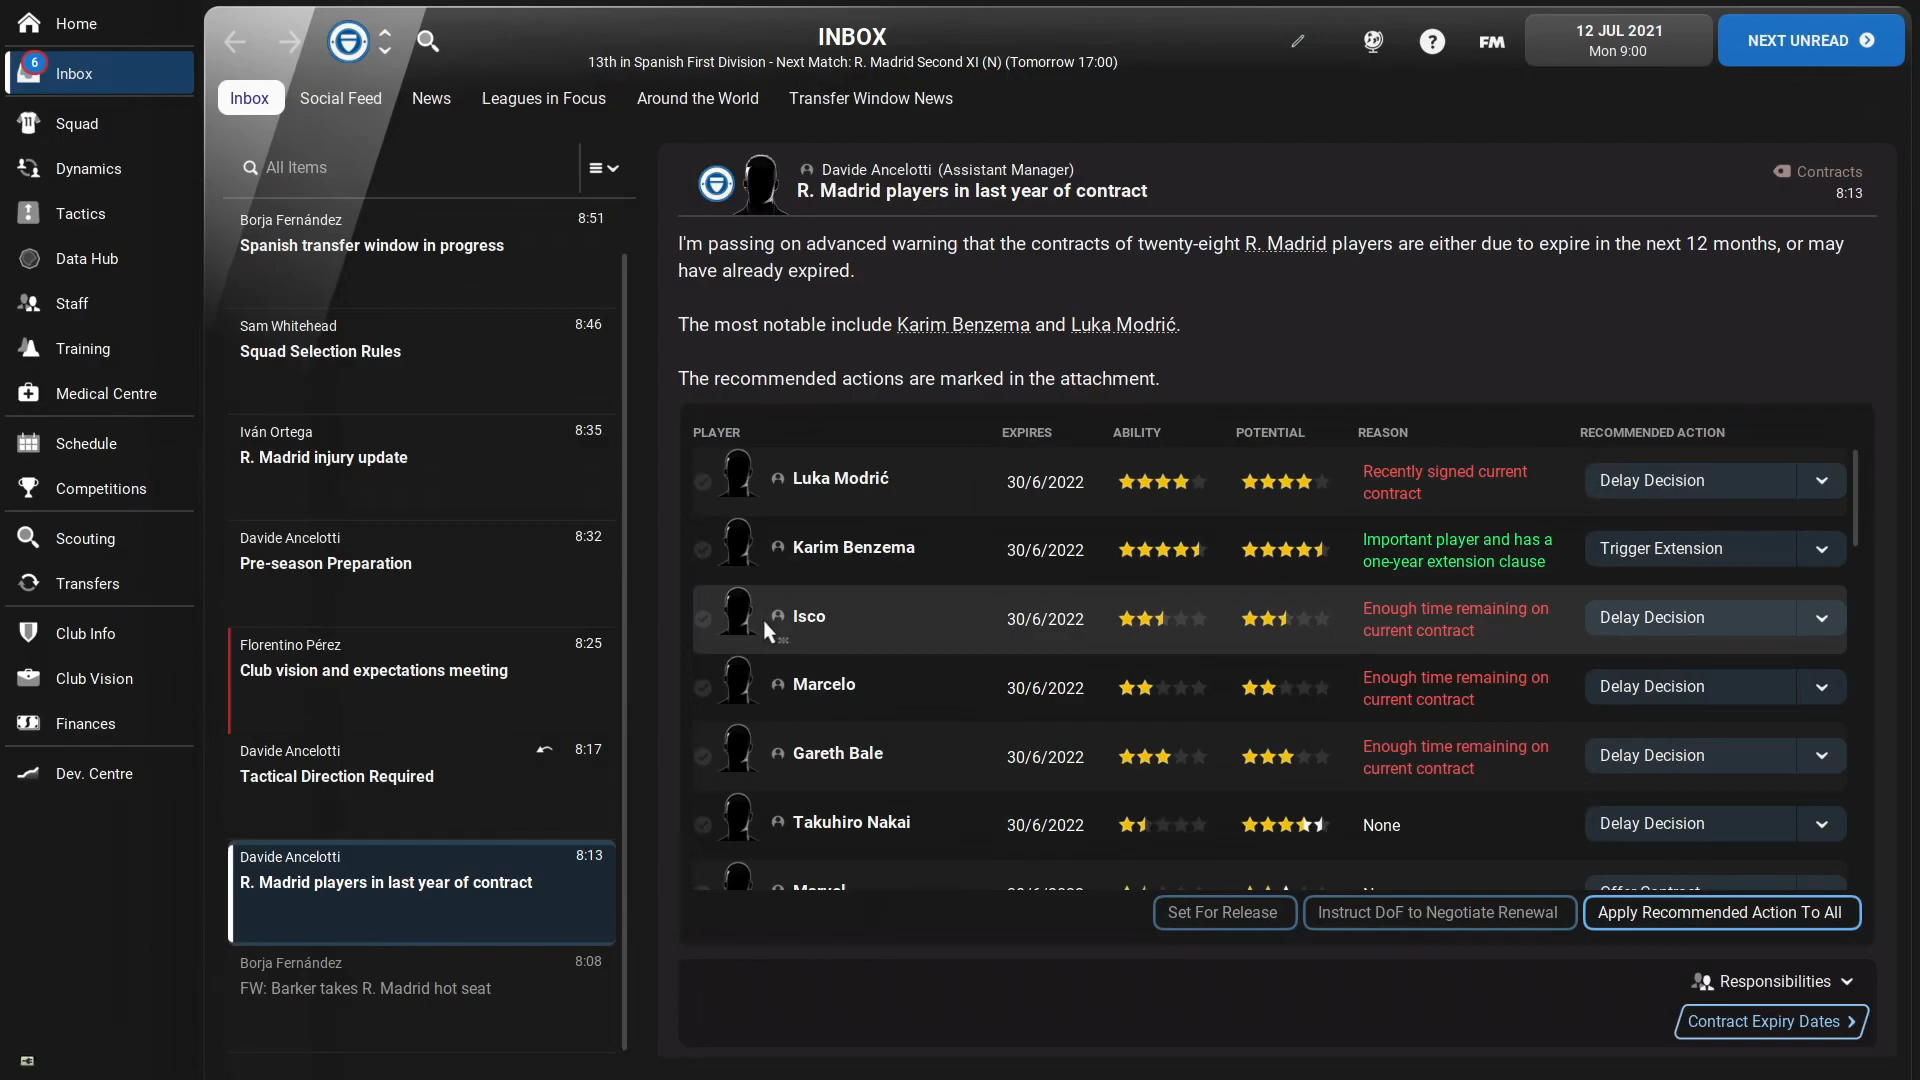 Home
6
Inbox
Squad
Dynamics
Tactics
Data Hub
Staff
Training
Medical Centre
Schedule
Competitions
Scouting
Transfers
Club Info
Club Vision
Finances
Dev. Centre
INBOX
13th in Spanish First Division - Next Match: R. Madrid Second XI (N) (Tomorrow 17:00)
?
FM
12 JUL 2021
Mon 9:00
NEXT UNREAD
Inbox
Social Feed
News
Leagues in Focus
Around the World
Transfer Window News
All Items
Borja Fernández 8:51
Spanish transfer window in progress
Sam Whitehead 8:46
Squad Selection Rules
Iván Ortega 8:35
R. Madrid injury update
Davide Ancelotti 8:32
Pre-season Preparation
Florentino Pérez 8:25
Club vision and expectations meeting
Davide Ancelotti 8:17
Tactical Direction Required
Davide Ancelotti 8:13
R. Madrid players in last year of contract
Borja Fernández 8:08
FW: Barker takes R. Madrid hot seat
Davide Ancelotti (Assistant Manager)
R. Madrid players in last year of contract
Contracts
8:13
I'm passing on advanced warning that the contracts of twenty-eight R. Madrid players are either due to expire in the next 12 months, or may
have already expired.
The most notable include Karim Benzema and Luka Modrić.
The recommended actions are marked in the attachment.
PLAYER EXPIRES ABILITY POTENTIAL REASON RECOMMENDED ACTION
Luka Modrić 30/6/2022 Recently signed current
contract
Delay Decision
Karim Benzema 30/6/2022 Important player and has a
one-year extension clause
Trigger Extension
Isco 30/6/2022 Enough time remaining on
current contract
Delay Decision
Marcelo 30/6/2022 Enough time remaining on
current contract
Delay Decision
Gareth Bale 30/6/2022 Enough time remaining on
current contract
Delay Decision
Takuhiro Nakai 30/6/2022 None Delay Decision
Set For Release
Instruct DoF to Negotiate Renewal
Apply Recommended Action To All
Responsibilities
Contract Expiry Dates